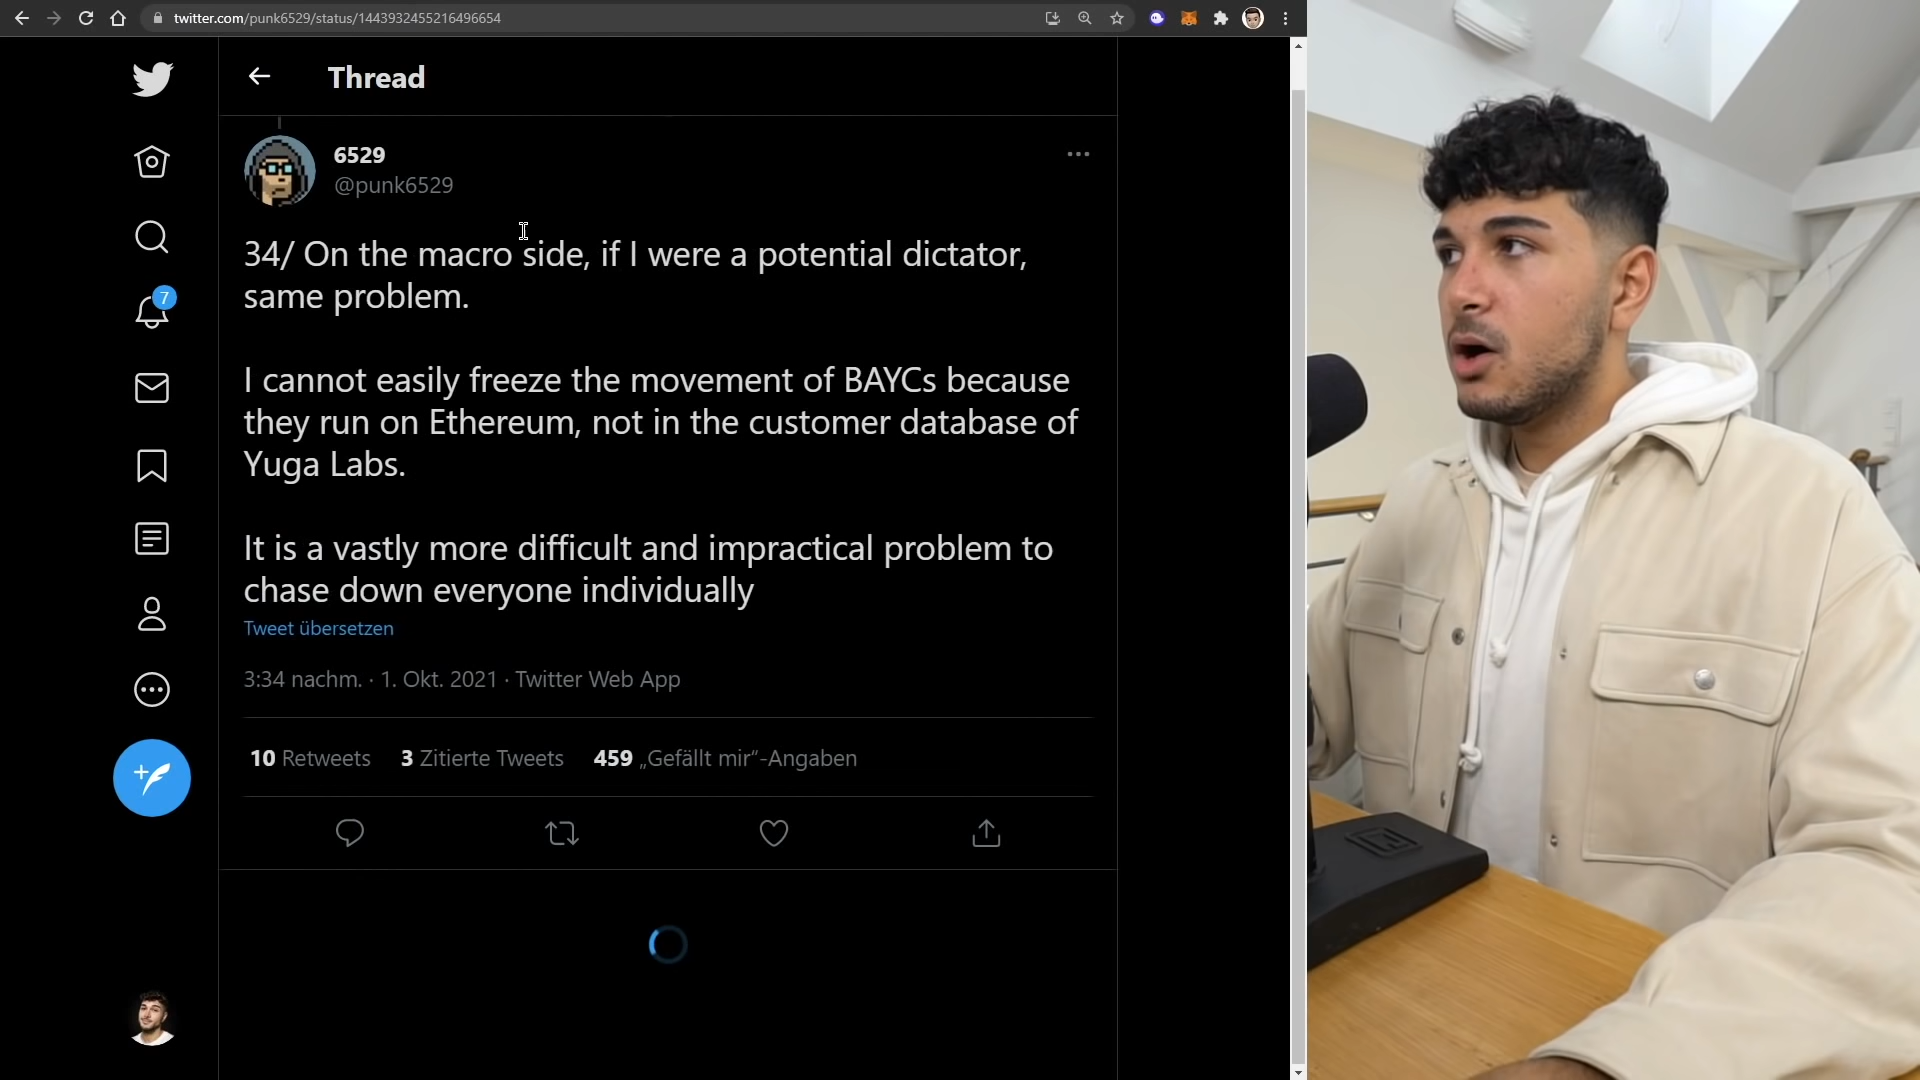 twitter.com/punk6529/status/1443932455216496654
Thread
6529
@punk6529
7
34/ On the macro side, if I were a potential dictator,
same problem.
I cannot easily freeze the movement of BAYCs because
they run on Ethereum, not in the customer database of
Yuga Labs.
It is a vastly more difficult and impractical problem to
chase down everyone individually
Tweet übersetzen
3:34 nachm. · 1. Okt. 2021 · Twitter Web App
10 Retweets 3 Zitierte Tweets 459 „Gefällt mir“-Angaben